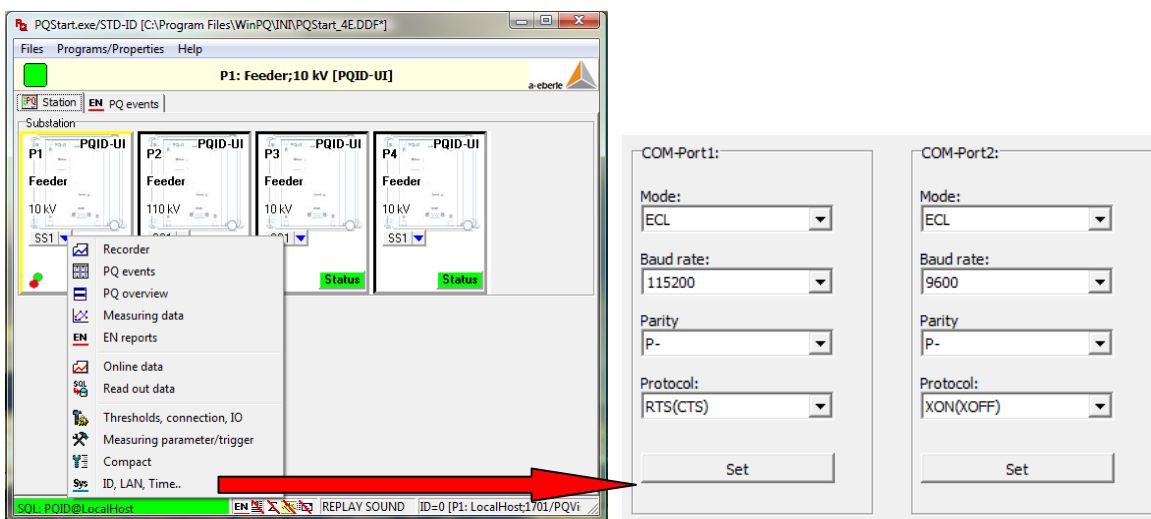 PQStart.exe/STD-ID [C:\Program Files\WinPQ\INI\PQStart_4E.DDF*]
Files Programs/Properties Help
P1: Feeder;10 kV [PQID-UI]
a-eberle
Station EN PQ events
Substation
PQID-UI PQID-UI PQID-UI PQID-UI
P1 P2 P3 P4
Feeder Feeder Feeder Feeder
10 kV 110 kV 10 kV 10 kV
SS1 SS1
Status Status
Recorder
PQ events
PQ overview
Measuring data
EN EN reports
Online data
SQL Read out data
Thresholds, connection, IO
Measuring parameter/trigger
Compact
Sys ID, LAN, Time..
SQL: PQID@LocalHost EN REPLAY SOUND ID=0 [P1: LocalHost;1701/PQVi
COM-Port1:
Mode:
ECL
Baud rate:
115200
Parity
P-
Protocol:
RTS(CTS)
Set
COM-Port2:
Mode:
ECL
Baud rate:
9600
Parity
P-
Protocol:
XON(XOFF)
Set